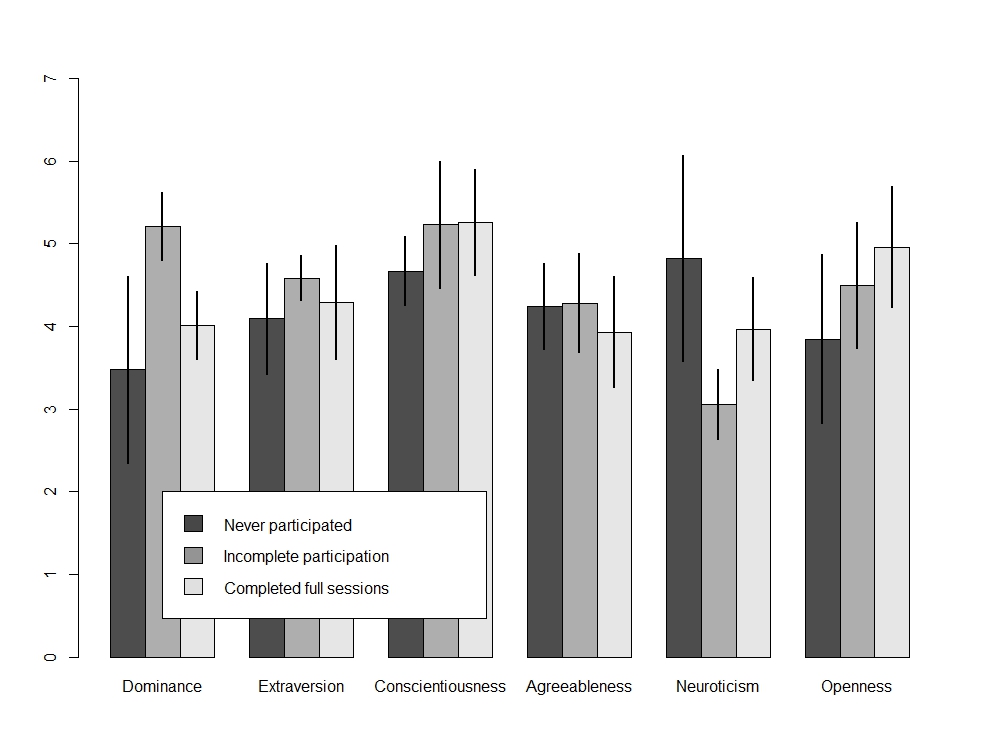 7
6
5
4
3
2
1
0
Never participated
Incomplete participation
Completed full sessions
Dominance Extraversion Conscientiousness Agreeableness Neuroticism Openness